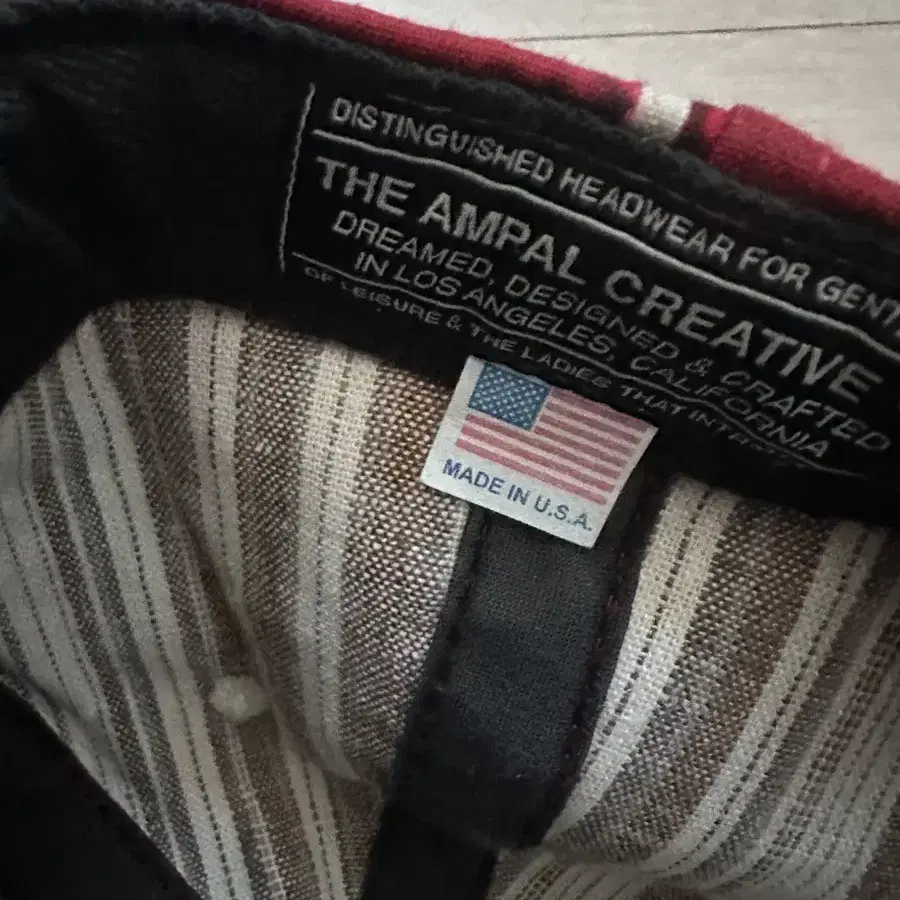 DISTINGUISHED HEADWEAR FOR GENT
THE AMPAL CREATIVE
DREAMED, DESIGNED & CRAFTED
IN LOS ANGELES, CALIFORNIA
OF LEISURE & THE LADIES THAT
MADE IN U.S.A.